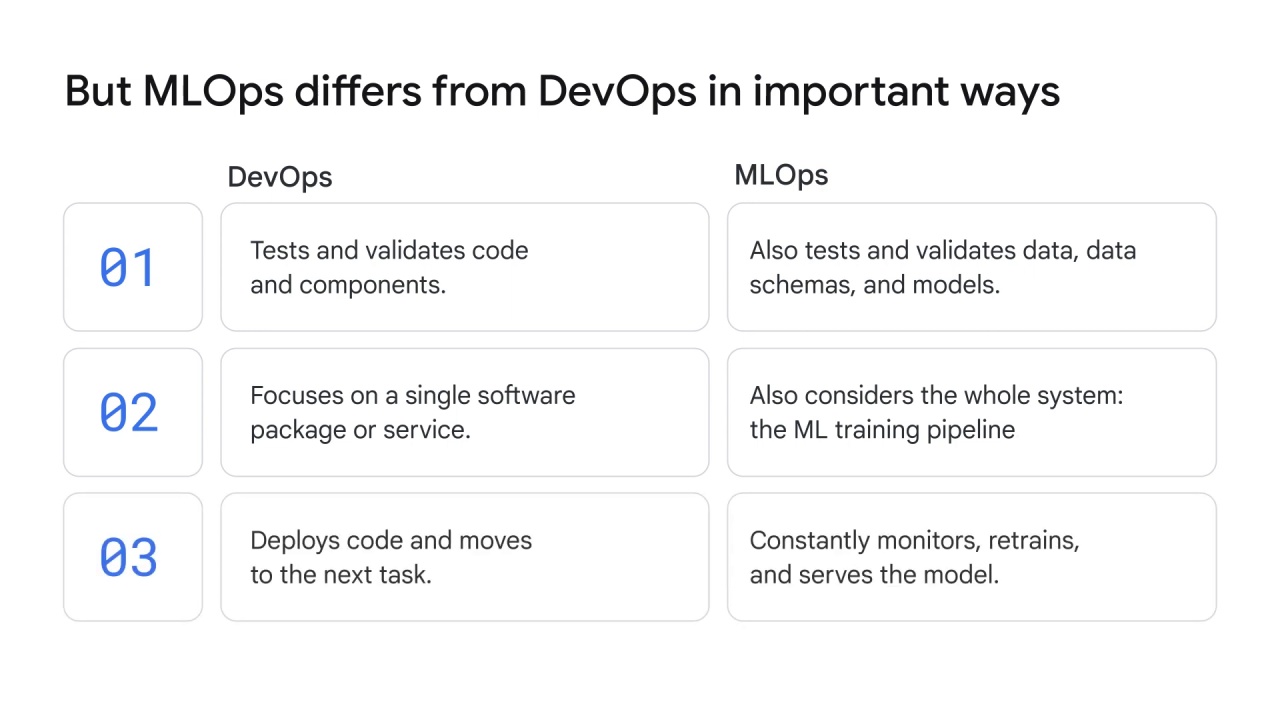 But MLOps differs from DevOps in important ways
DevOps
MLOps
01
Tests and validates code
and components.
Also tests and validates data, data
schemas, and models.
02
Focuses on a single software
package or service.
Also considers the whole system:
the ML training pipeline
03
Deploys code and moves
to the next task.
Constantly monitors, retrains,
and serves the model.